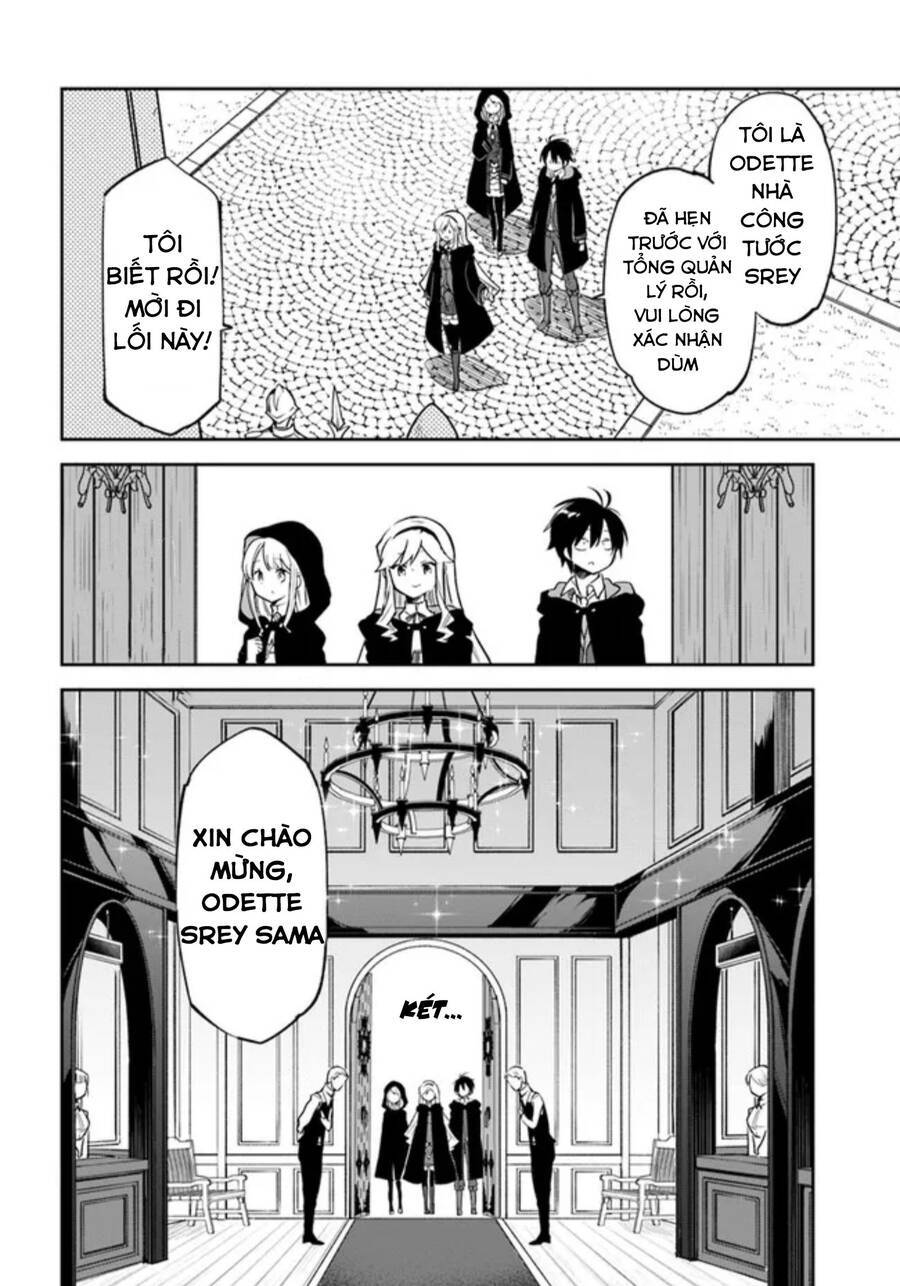 TÔI LÀ
ODETTE
NHÀ
CÔNG
TƯỚC
SREY
ĐÃ HẸN
TRƯỚC VỚI
TỔNG QUẢN
LÝ RỒI,
VUI LÒNG
XÁC NHẬN
DÙM
TÔI
BIẾT RỒI!
MỜI ĐI
LỐI NÀY!
XIN CHÀO
MỪNG,
ODETTE
SREY SAMA
KÉT...